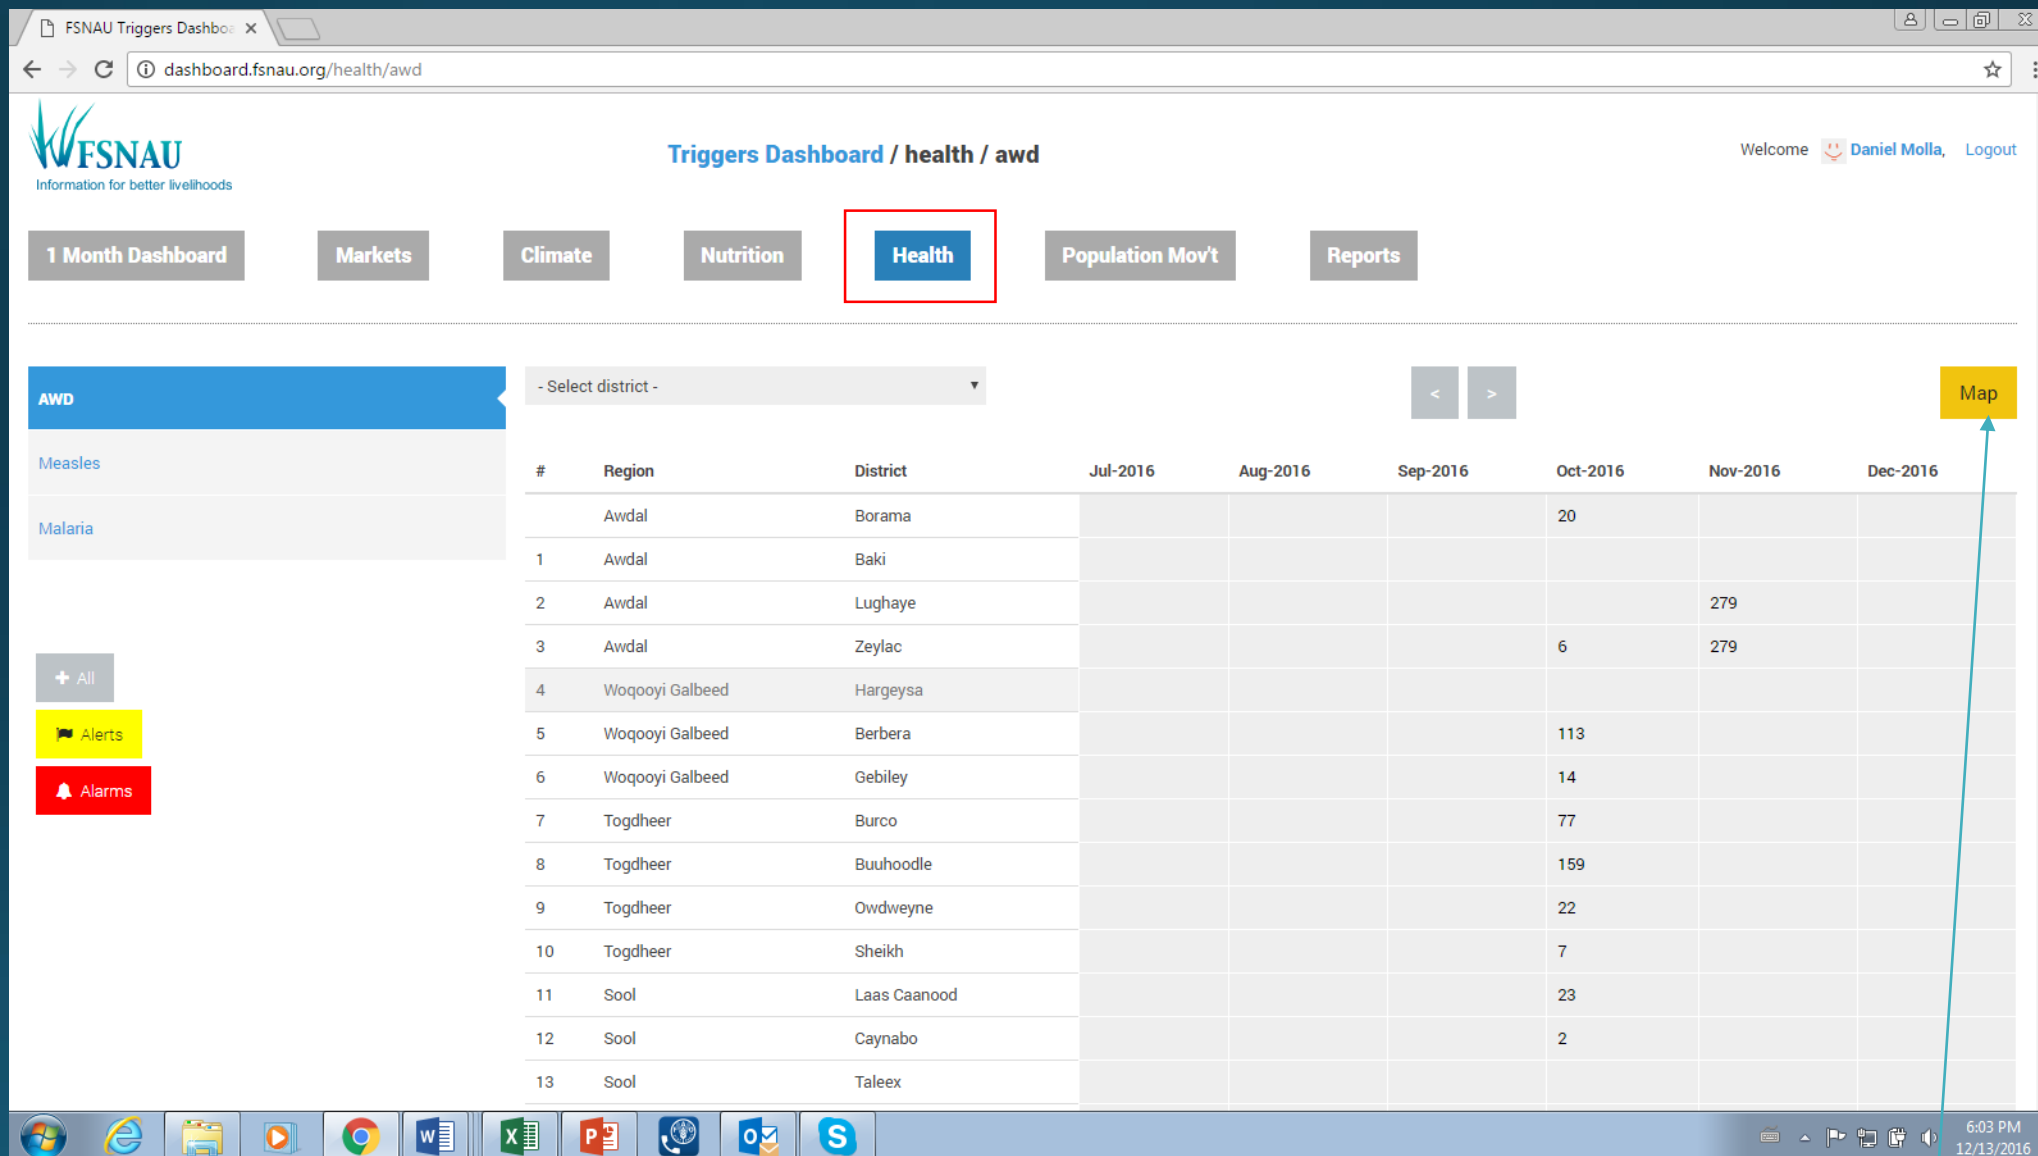 FSNAU Triggers Dashboa
dashboard.fsnau.org/health/awd
FSNAU
Information for better livelihoods
Triggers Dashboard / health / awd
Welcome Daniel Molla, Logout
1 Month Dashboard Markets Climate Nutrition Health Population Mov't Reports
AWD
Measles
Malaria
+ All
Alerts
Alarms
- Select district - < > Map
# Region District Jul-2016 Aug-2016 Sep-2016 Oct-2016 Nov-2016 Dec-2016
Awdal Borama 20
1 Awdal Baki
2 Awdal Lughaye 279
3 Awdal Zeylac 6 279
4 Woqooyi Galbeed Hargeysa
5 Woqooyi Galbeed Berbera 113
6 Woqooyi Galbeed Gebiley 14
7 Togdheer Burco 77
8 Togdheer Buuhoodle 159
9 Togdheer Owdweyne 22
10 Togdheer Sheikh 7
11 Sool Laas Caanood 23
12 Sool Caynabo 2
13 Sool Taleex
6:03 PM
12/13/2016